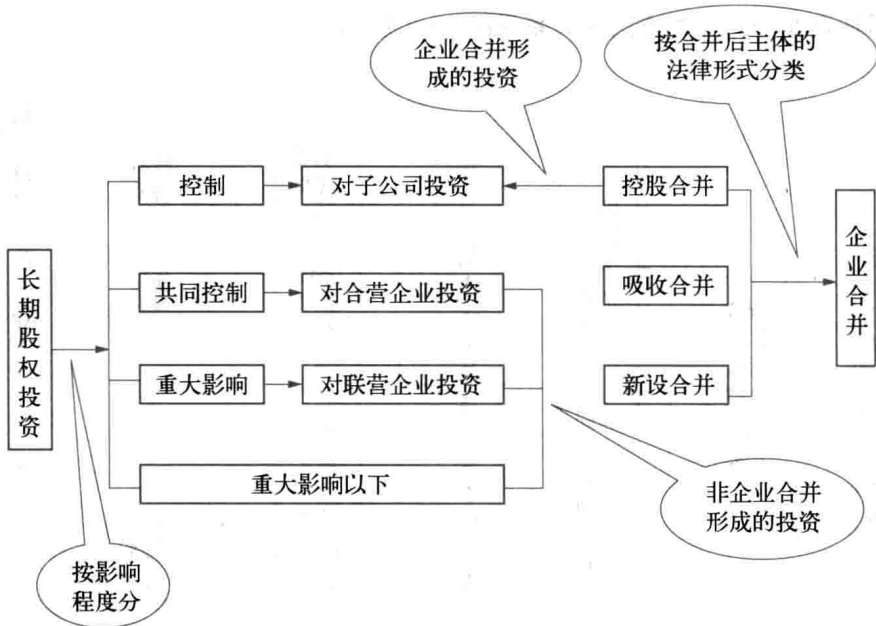 企业合并形
成的投资
按合并后主体的
法律形式分类
控制
对子公司投资
控股合并
长期股权投资
共同控制
对合营企业投资
吸收合并
企业合并
重大影响
对联营企业投资
新设合并
重大影响以下
非企业合并
形成的投资
按影响
程度分